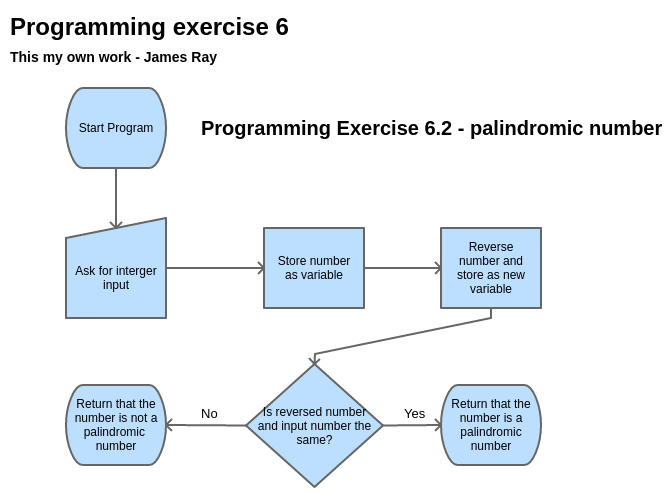 Programming exercise 6
This my own work - James Ray
Start Program
Programming Exercise 6.2 - palindromic number
Ask for interger
input
Store number
as variable
Reverse
number and
store as new
variable
Return that the
number is not a
palindromic
number
No
Is reversed number
and input number the
same?
Yes
Return that the
number is a
palindromic
number